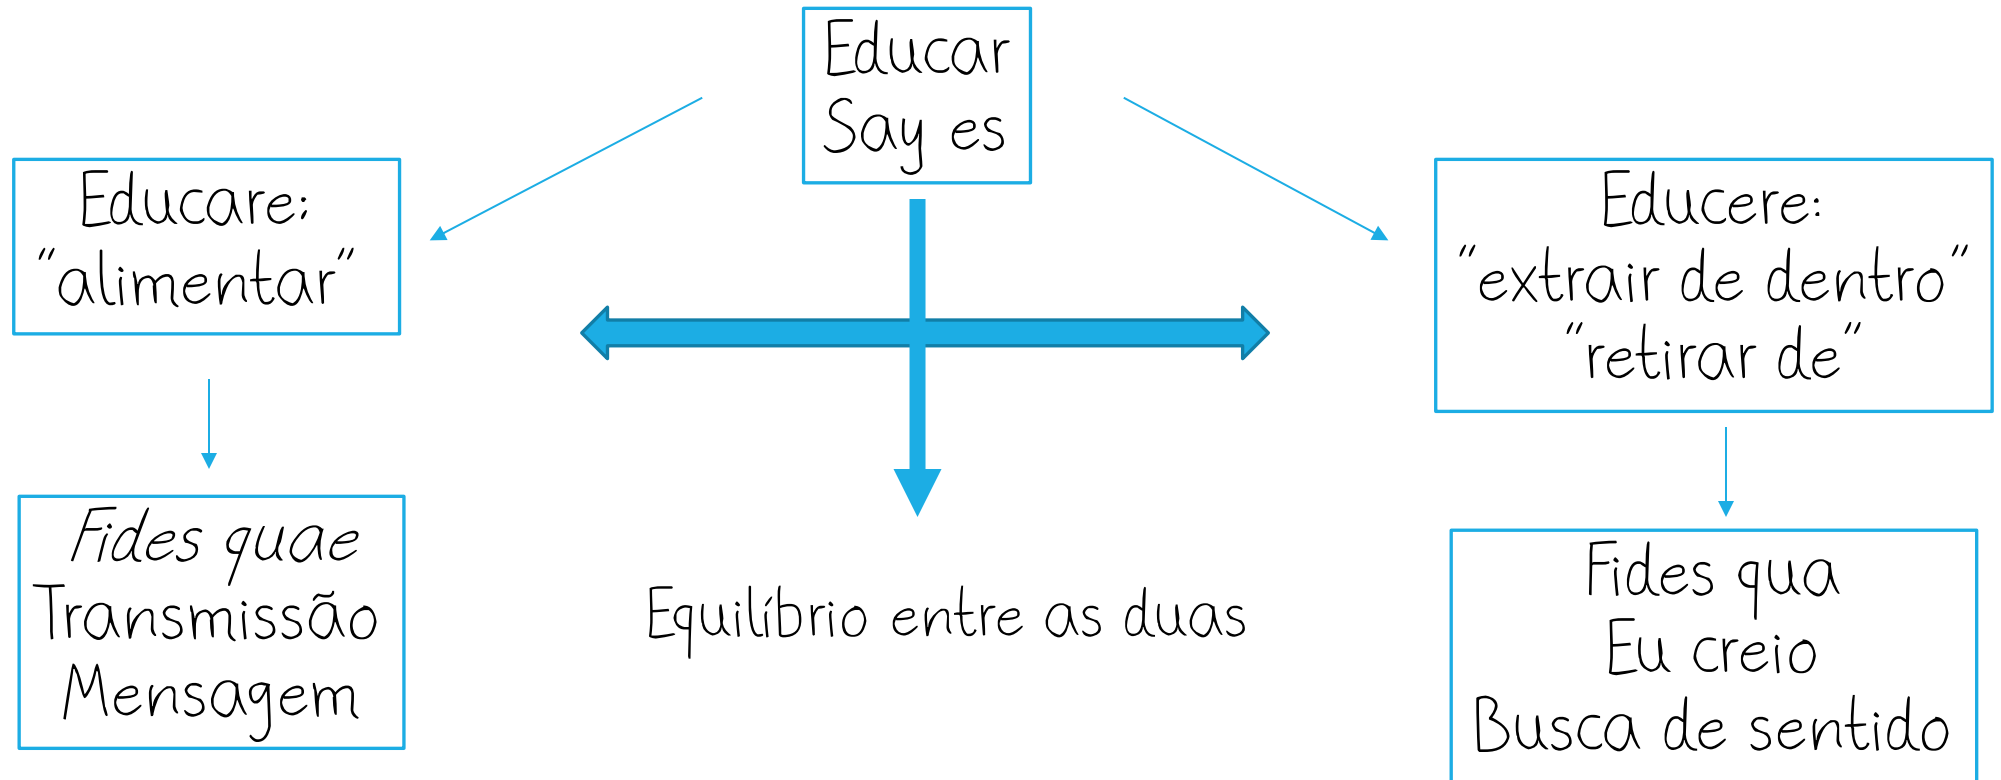 Educar
Say es
Educare:
"alimentar"
Educere:
"extrair de dentro"
"retirar de"
Fides quae
Transmissão
Mensagem
Equilíbrio entre as duas
Fides qua
Eu creio
Busca de sentido